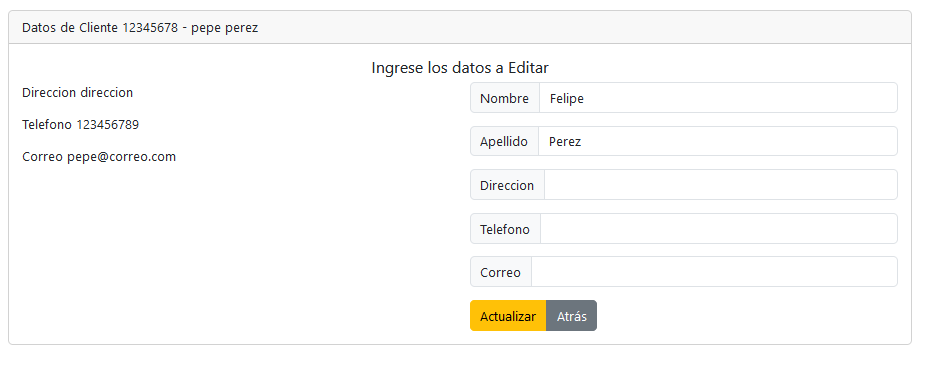 Datos de Cliente 12345678 - pepe perez
Ingrese los datos a Editar
Direccion direccion
Telefono 123456789
Correo pepe@correo.com
Nombre Felipe
Apellido Perez
Direccion
Telefono
Correo
Actualizar Atrás